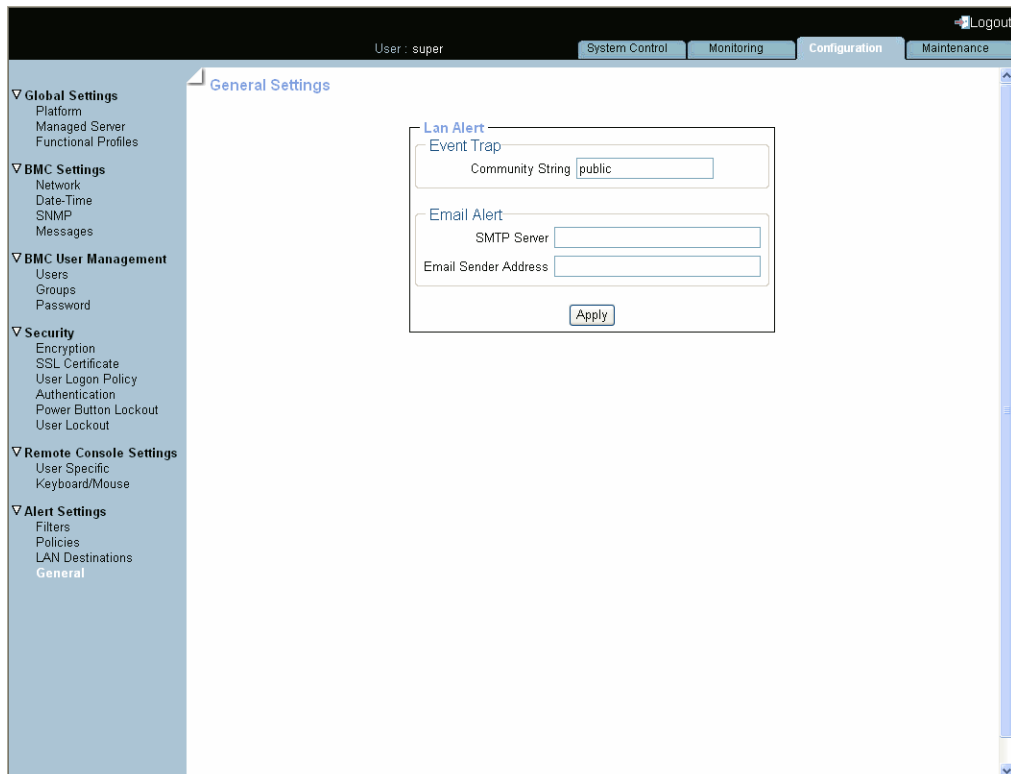 Logout
User : super
System Control
Monitoring
Configuration
Maintenance
Global Settings
Platform
Managed Server
Functional Profiles
BMC Settings
Network
Date-Time
SNMP
Messages
BMC User Management
Users
Groups
Password
Security
Encryption
SSL Certificate
User Logon Policy
Authentication
Power Button Lockout
User Lockout
Remote Console Settings
User Specific
Keyboard/Mouse
Alert Settings
Filters
Policies
LAN Destinations
General
General Settings
Lan Alert
Event Trap
Community String public
Email Alert
SMTP Server
Email Sender Address
Apply